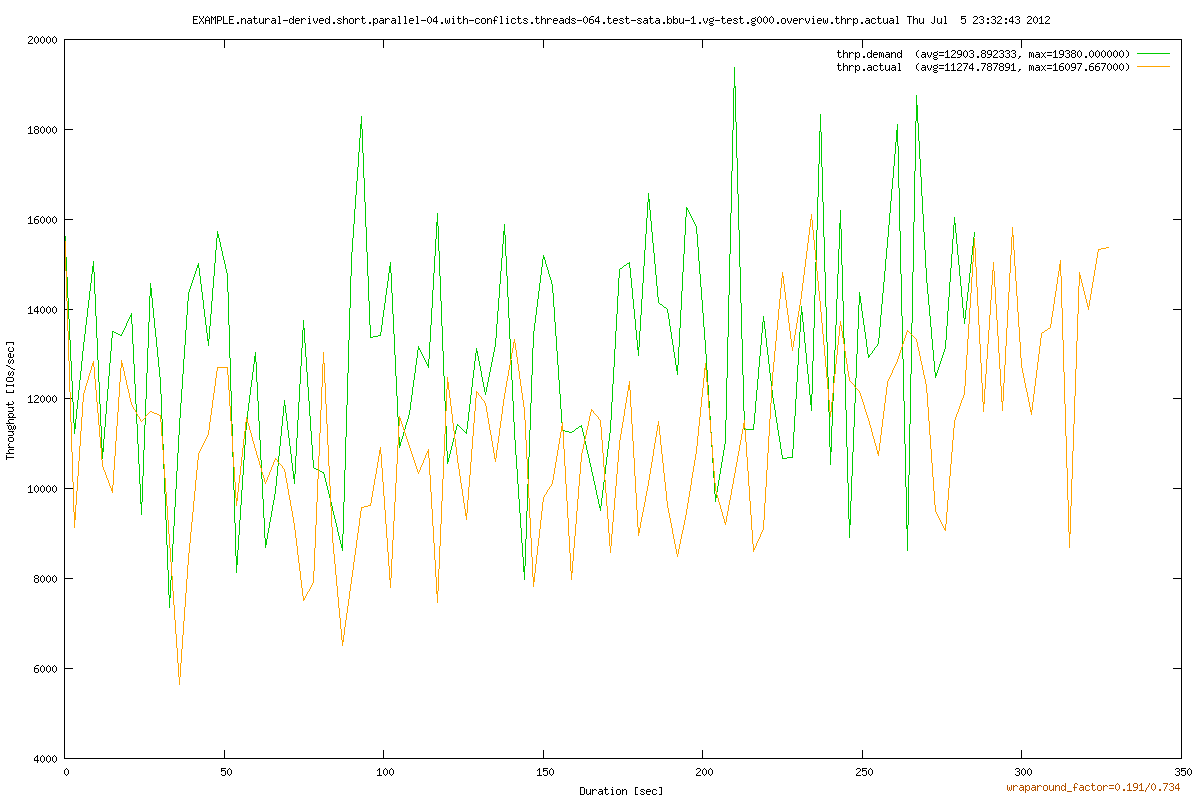 EXAMPLE.natural-derived.short.parallel-04.with-conflicts.threads-064.test-sata.bbu-1.vg-test.g000.overview.thrp.actual Thu Jul  5 23:32:43 2012
thrp.demand  (avg=12903.892333, max=19380.000000)
thrp.actual  (avg=11274.787891, max=16097.667000)
20000
18000
16000
14000
12000
10000
8000
6000
4000
Throughput [IOs/sec]
0 50 100 150 200 250 300 350
Duration [sec]
wraparound_factor=0.191/0.734